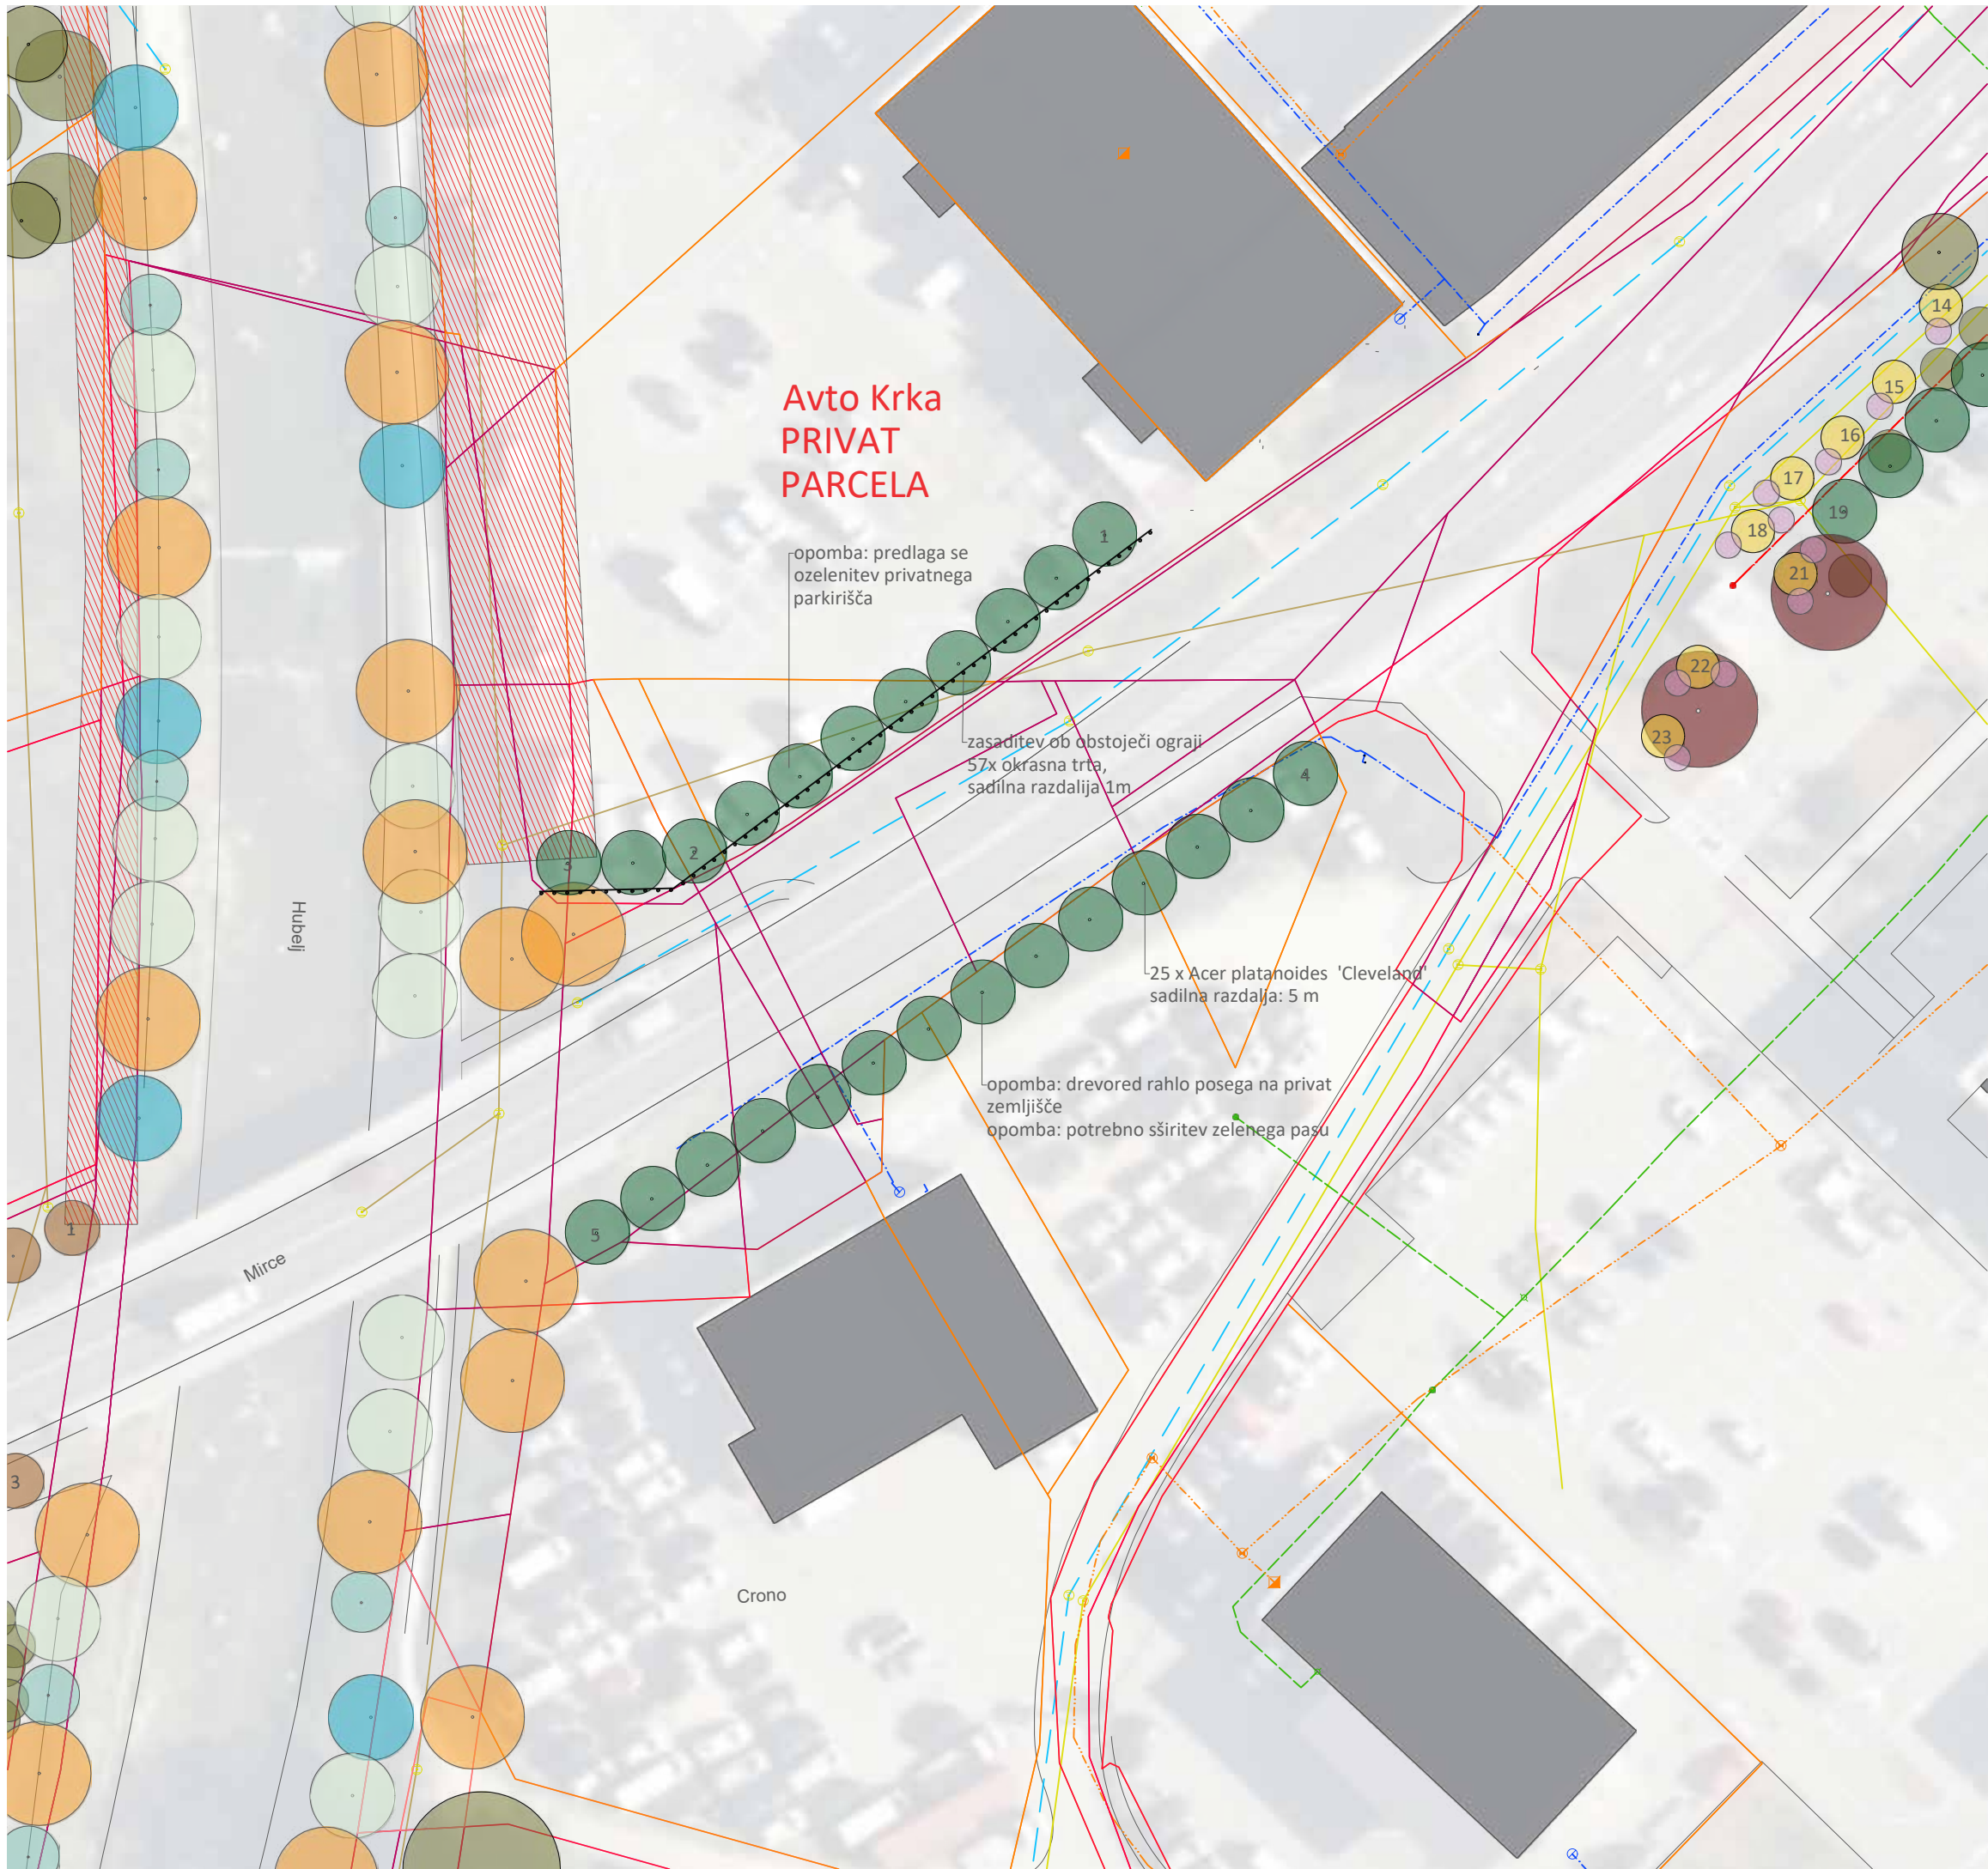 Avto Krka
PRIVAT
PARCELA
opomba: predlaga se
ozelenitev privatnega
parkirišča
zasaditev ob obstoječi ograji
57x okrasna trta,
sadilna razdalija 1m
25 x Acer platanoides 'Cleveland'
sadilna razdalja: 5 m
opomba: drevored rahlo posega na privat
zemljišče
opomba: potrebno širitev zelenega pasu
Hubelj
Mirce
Crono
1
2
3
4
5
1
3
14
15
16
17
18
19
21
22
23